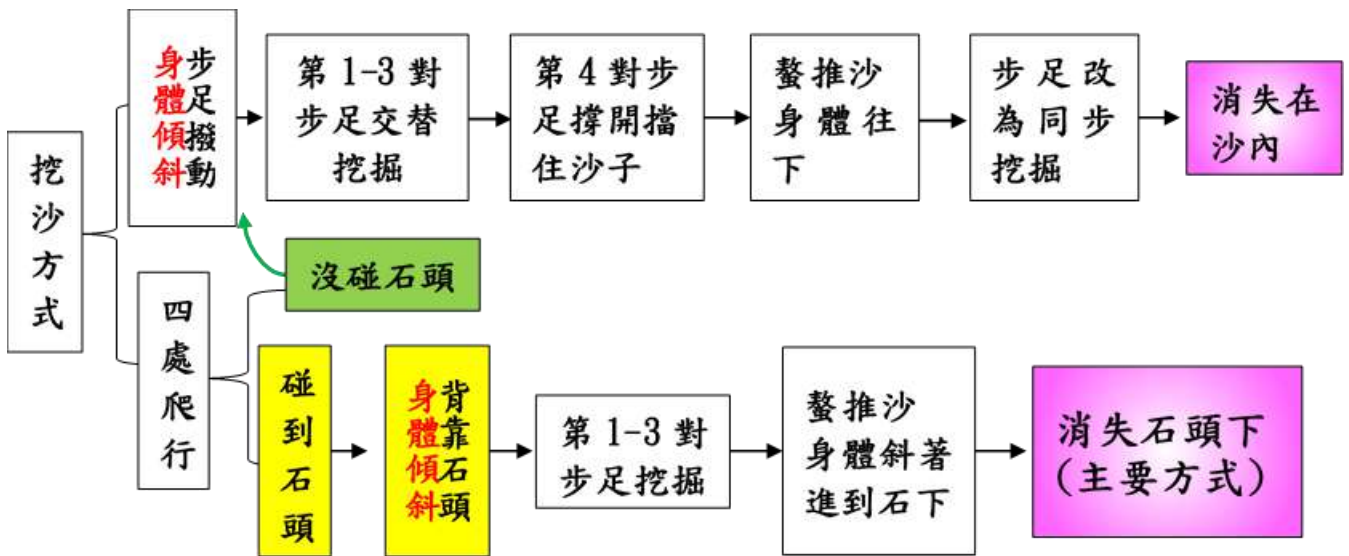 挖沙方式
身體傾斜
步足撥動
第 1-3 對
步足交替
挖掘
第 4 對步
足撐開擋
住沙子
螯推沙
身體往
下
步足改
為同步
挖掘
消失在
沙內
四處爬行
沒碰石頭
碰到石頭
身體傾斜
背靠石頭
第 1-3 對
步足挖掘
螯推沙
身體斜著
進到石下
消失石頭下
(主要方式)